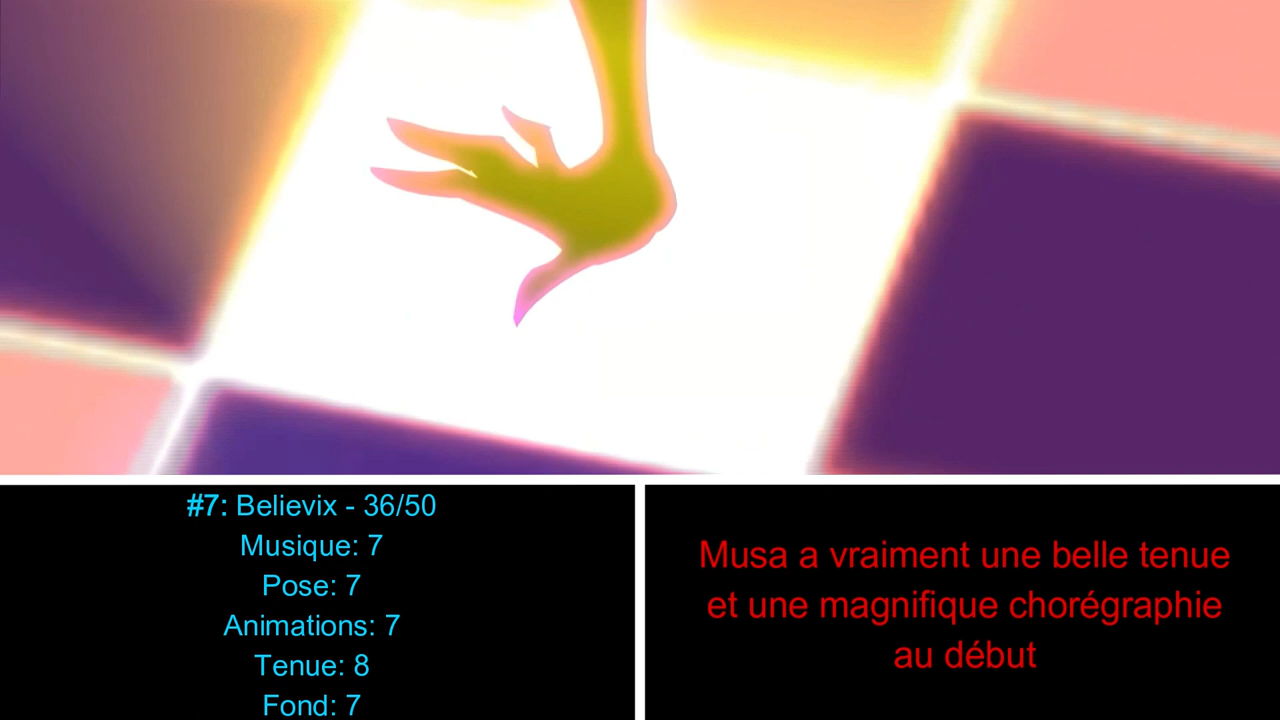 #7: Believix - 36/50
Musique: 7
Pose: 7
Animations: 7
Tenue: 8
Fond: 7
Musa a vraiment une belle tenue
et une magnifique chorégraphie
au début